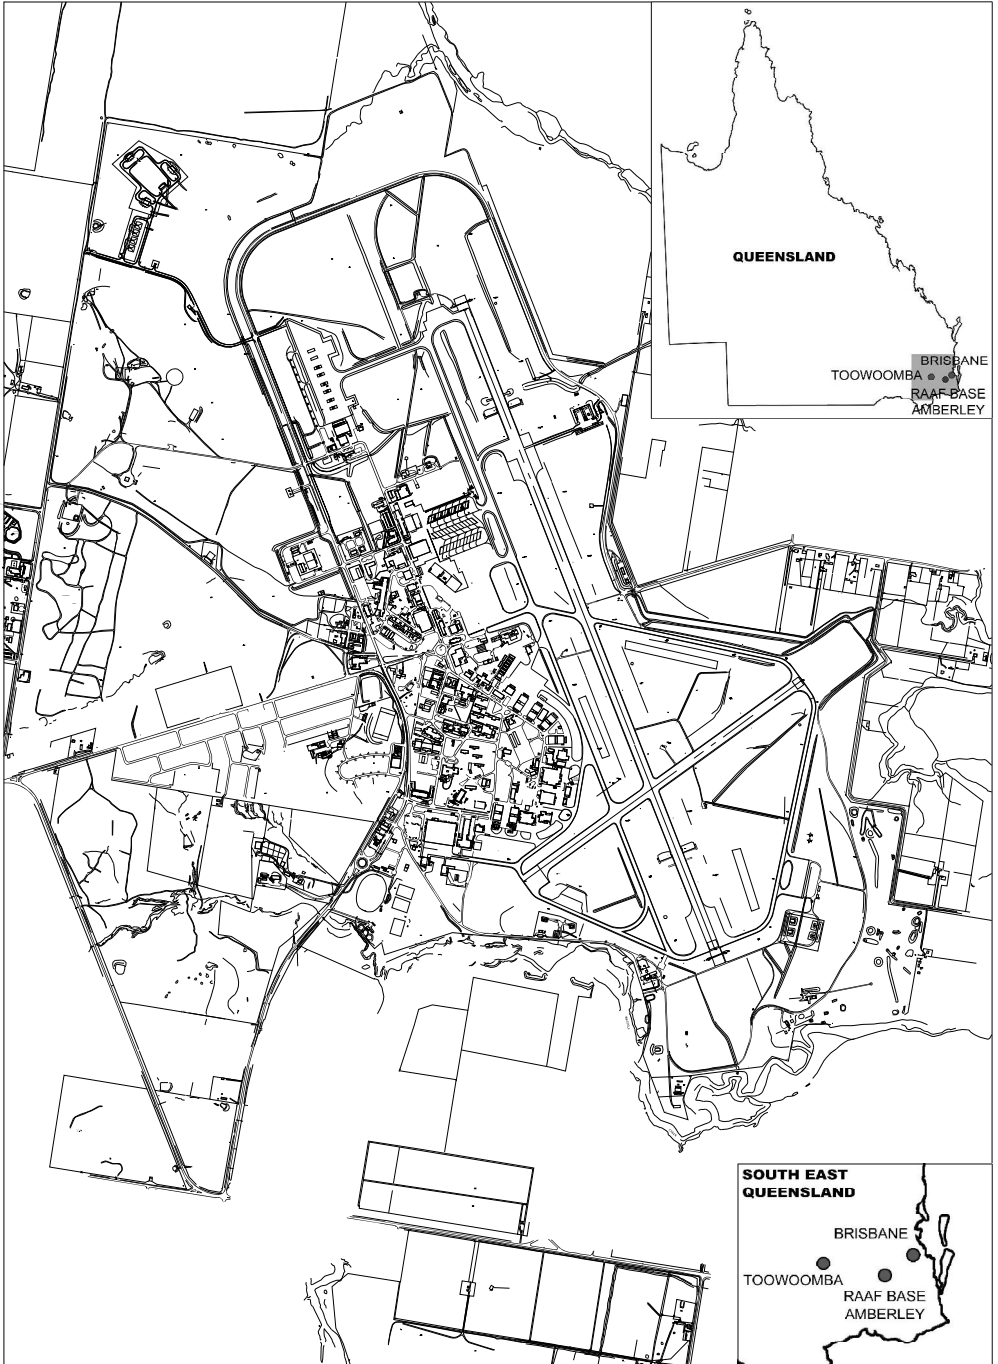 QUEENSLAND
BRISBANE
TOOWOOMBA
RAAF BASE
AMBERLEY
SOUTH EAST
QUEENSLAND
BRISBANE
TOOWOOMBA
RAAF BASE
AMBERLEY